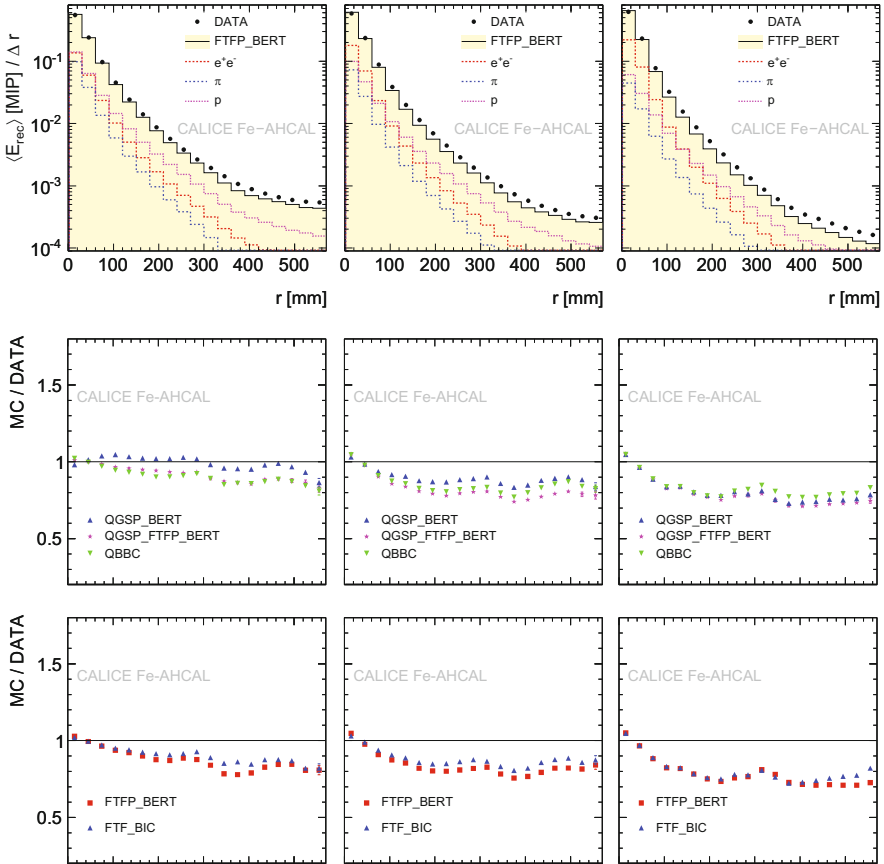 ⟨E_rec⟩ [MIP] / Δ r
10⁻¹
10⁻²
10⁻³
10⁻⁴
DATA
FTFP_BERT
e⁺e⁻
π
p
CALICE Fe−AHCAL
0 100 200 300 400 500
r [mm]
DATA
FTFP_BERT
e⁺e⁻
π
p
CALICE Fe−AHCAL
0 100 200 300 400 500
r [mm]
DATA
FTFP_BERT
e⁺e⁻
π
p
CALICE Fe−AHCAL
0 100 200 300 400 500
r [mm]
MC / DATA
1.5
1
0.5
CALICE Fe-AHCAL
QGSP_BERT
QGSP_FTFP_BERT
QBBC
CALICE Fe-AHCAL
QGSP_BERT
QGSP_FTFP_BERT
QBBC
CALICE Fe-AHCAL
QGSP_BERT
QGSP_FTFP_BERT
QBBC
MC / DATA
1.5
1
0.5
CALICE Fe-AHCAL
FTFP_BERT
FTF_BIC
CALICE Fe-AHCAL
FTFP_BERT
FTF_BIC
CALICE Fe-AHCAL
FTFP_BERT
FTF_BIC